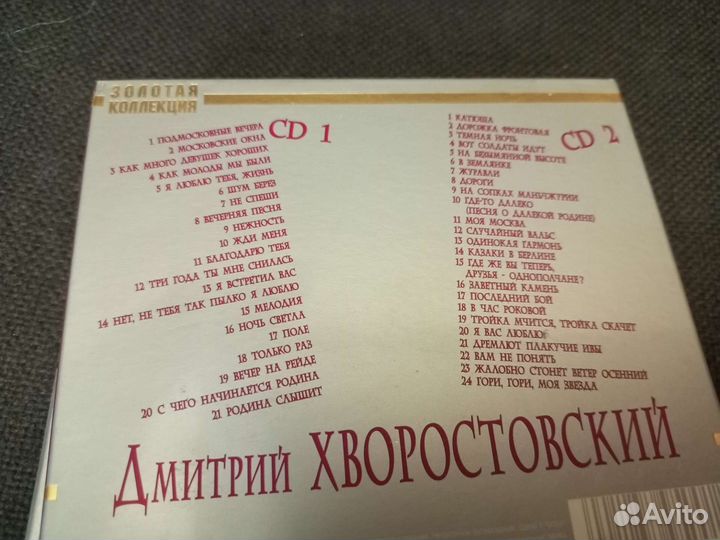 ЗОЛОТАЯ
КОЛЛЕКЦИЯ
CD 1
1 ПОДМОСКОВНЫЕ ВЕЧЕРА
2 МОСКОВСКИЕ ОКНА
3 КАК МНОГО ДЕВУШЕК ХОРОШИХ
4 КАК МОЛОДЫ МЫ БЫЛИ
5 Я ЛЮБЛЮ ТЕБЯ, ЖИЗНЬ
6 ШУМ БЕРЕЗ
7 НЕ СПЕШИ
8 ВЕЧЕРНЯЯ ПЕСНЯ
9 НЕЖНОСТЬ
10 ЖДИ МЕНЯ
11 БЛАГОДАРЮ ТЕБЯ
12 ТРИ ГОДА ТЫ МНЕ СНИЛАСЬ
13 Я ВСТРЕТИЛ ВАС
14 НЕТ, НЕ ТЕБЯ ТАК ПЫЛКО Я ЛЮБЛЮ
15 МЕЛОДИЯ
16 НОЧЬ СВЕТЛА
17 ПОЛЕ
18 ТОЛЬКО РАЗ
19 ВЕЧЕР НА РЕЙДЕ
20 С ЧЕГО НАЧИНАЕТСЯ РОДИНА
21 РОДИНА СЛЫШИТ
CD 2
1 КАТЮША
2 ДОРОЖКА ФРОНТОВАЯ
3 ТЕМНАЯ НОЧЬ
4 ВОТ СОЛДАТЫ ИДУТ
5 НА БЕЗЫМЯННОЙ ВЫСОТЕ
6 В ЗЕМЛЯНКЕ
7 ЖУРАВЛИ
8 ДОРОГИ
9 НА СОПКАХ МАНЬЧЖУРИИ
10 ГДЕ-ТО ДАЛЕКО
(ПЕСНЯ О ДАЛЕКОЙ РОДИНЕ)
11 МОЯ МОСКВА
12 СЛУЧАЙНЫЙ ВАЛЬС
13 ОДИНОКАЯ ГАРМОНЬ
14 КАЗАКИ В БЕРЛИНЕ
15 ГДЕ ЖЕ ВЫ ТЕПЕРЬ,
ДРУЗЬЯ - ОДНОПОЛЧАНЕ?
16 ЗАВЕТНЫЙ КАМЕНЬ
17 ПОСЛЕДНИЙ БОЙ
18 В ЧАС РОКОВОЙ
19 ТРОЙКА МЧИТСЯ, ТРОЙКА СКАЧЕТ
20 Я ВАС ЛЮБЛЮ
21 ДРЕМЛЮТ ПЛАКУЧИЕ ИВЫ
22 ВАМ НЕ ПОНЯТЬ
23 ЖАЛОБНО СТОНЕТ ВЕТЕР ОСЕННИЙ
24 ГОРИ, ГОРИ, МОЯ ЗВЕЗДА
ДМИТРИЙ ХВОРОСТОВСКИЙ
Avito